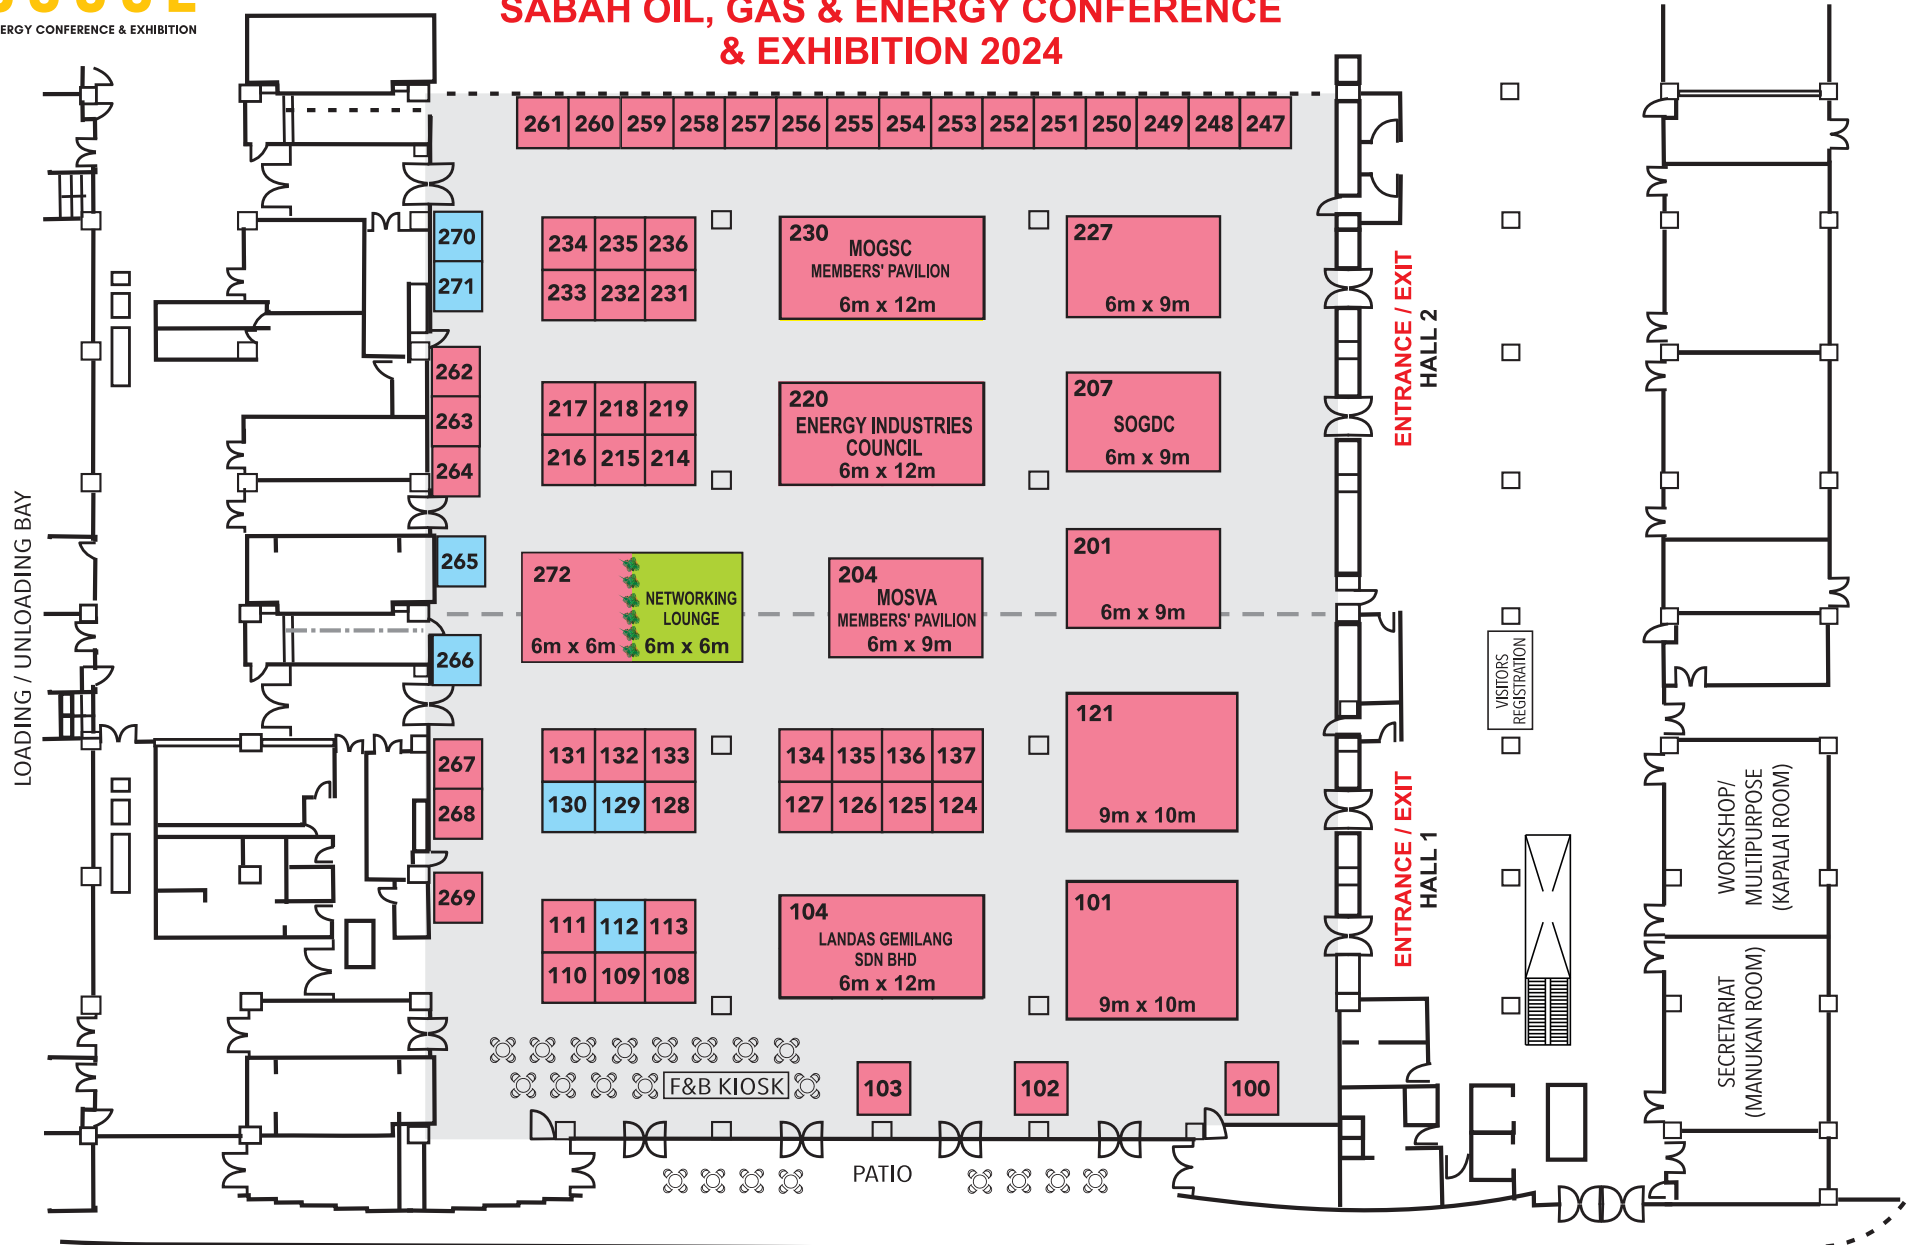 SABAH OIL, GAS & ENERGY CONFERENCE
& EXHIBITION 2024
ERGY CONFERENCE & EXHIBITION
261 260 259 258 257 256 255 254 253 252 251 250 249 248 247
270
271
234 235 236
233 232 231
230
MOGSC
MEMBERS' PAVILION
6m x 12m
227
6m x 9m
ENTRANCE / EXIT
HALL 2
262
263
264
217 218 219
216 215 214
220
ENERGY INDUSTRIES
COUNCIL
6m x 12m
207
SOGDC
6m x 9m
LOADING / UNLOADING BAY
265
266
272
6m x 6m
NETWORKING
LOUNGE
6m x 6m
204
MOSVA
MEMBERS' PAVILION
6m x 9m
201
6m x 9m
VISITORS
REGISTRATION
267
268
269
131 132 133
130 129 128
134 135 136 137
127 126 125 124
121
9m x 10m
ENTRANCE / EXIT
HALL 1
WORKSHOP/
MULTIPURPOSE
(KAPALAI ROOM)
111 112 113
110 109 108
104
LANDAS GEMILANG
SDN BHD
6m x 12m
101
9m x 10m
SECRETARIAT
(MANUKAN ROOM)
F&B KIOSK
103
102
100
PATIO